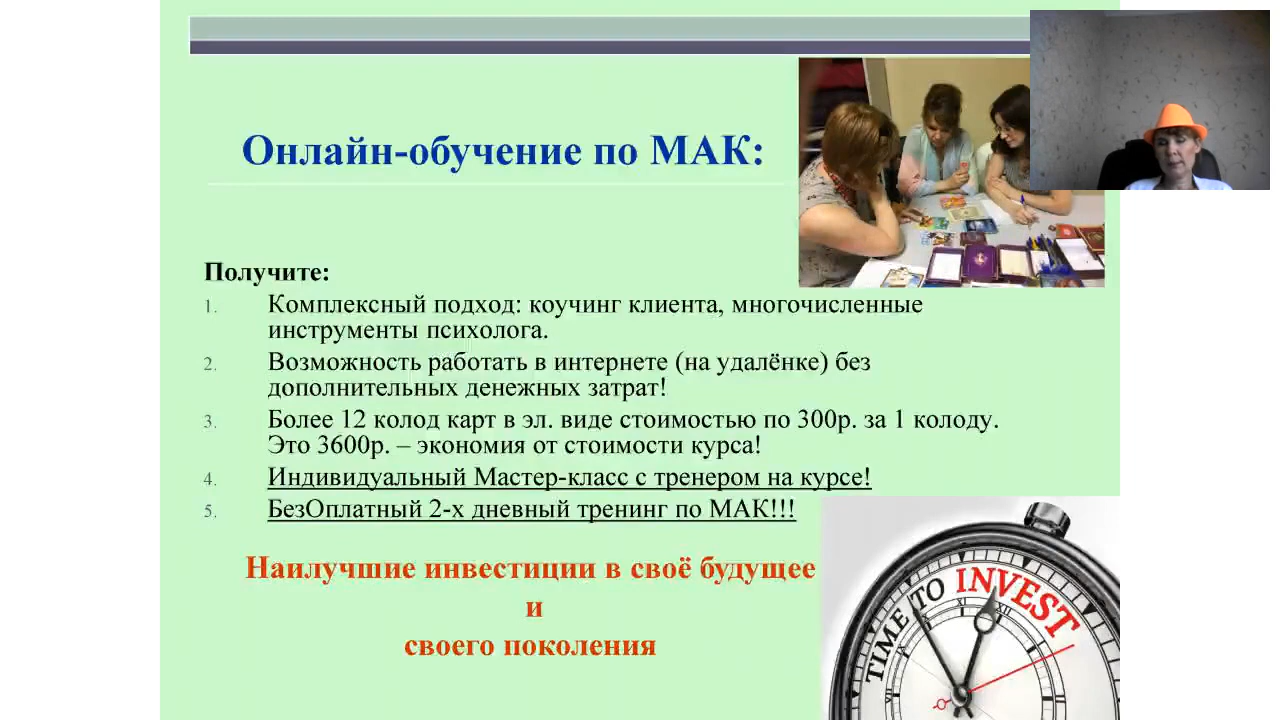 Онлайн-обучение по МАК:
Получите:
1. Комплексный подход: коучинг клиента, многочисленные
инструменты психолога.
2. Возможность работать в интернете (на удалёнке) без
дополнительных денежных затрат!
3. Более 12 колод карт в эл. виде стоимостью по 300р. за 1 колоду.
Это 3600р. – экономия от стоимости курса!
4. Индивидуальный Мастер-класс с тренером на курсе!
5. БезОплатный 2-х дневный тренинг по МАК!!!
Наилучшие инвестиции в своё будущее
и
своего поколения
TIME TO INVEST
XI XII